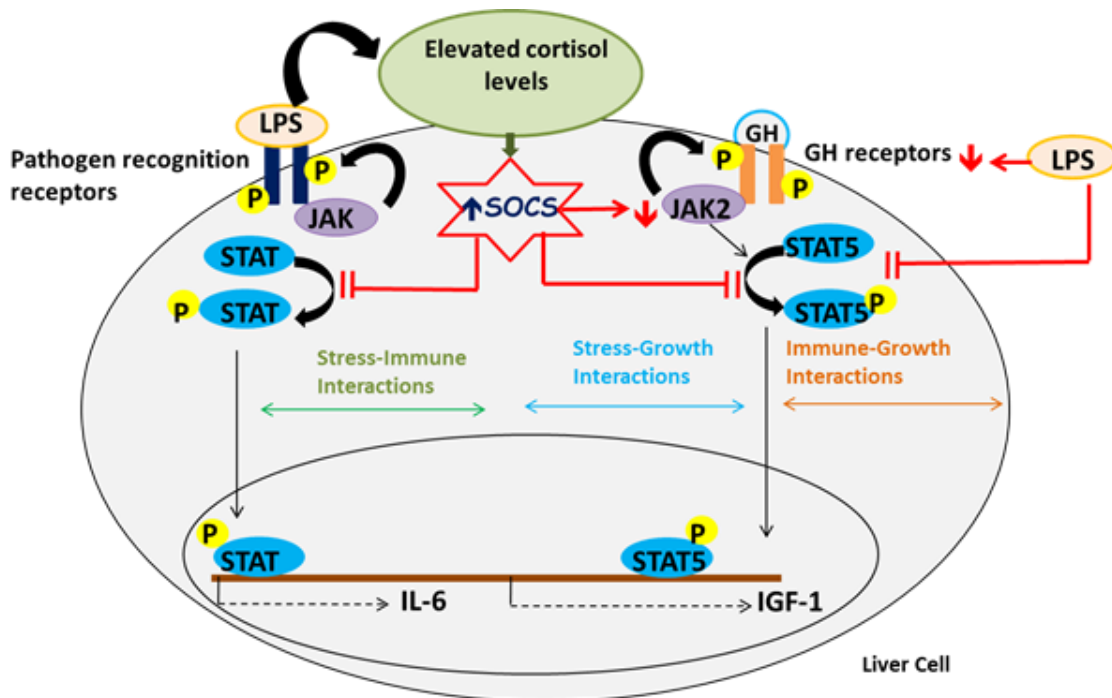 Elevated cortisol
levels
LPS
GH
Pathogen recognition
receptors
P
P
P
P
GH receptors
LPS
JAK
SOCS
JAK2
STAT
STAT5
P
STAT
STAT5
P
Stress-Immune
Interactions
Stress-Growth
Interactions
Immune-Growth
Interactions
P
STAT
P
STAT5
IL-6
IGF-1
Liver Cell